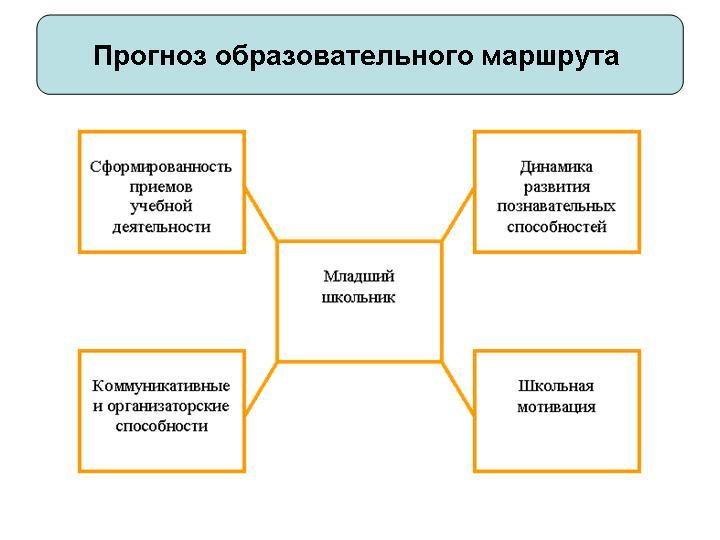 Прогноз образовательного маршрута
Сформированность
приемов
учебной
деятельности
Динамика
развития
познавательных
способностей
Младший
школьник
Коммуникативные
и организаторские
способности
Школьная
мотивация